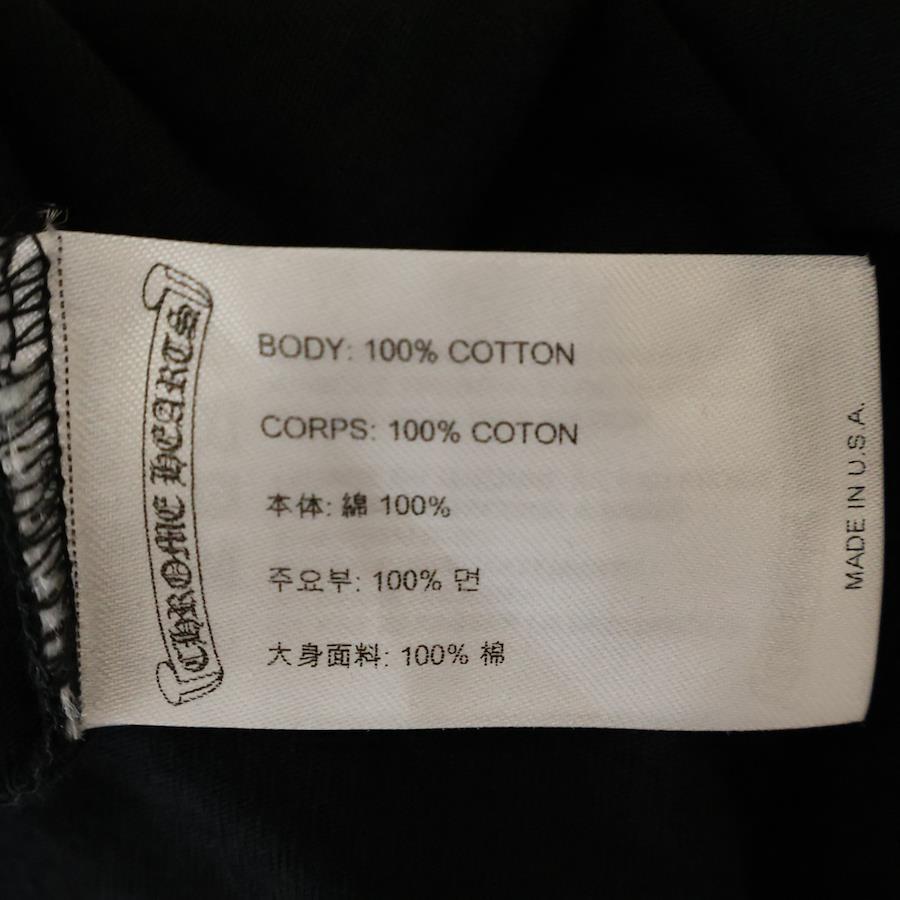 CHROME HEARTS
BODY: 100% COTTON
CORPS: 100% COTON
本体: 綿 100%
주요부: 100% 면
大身面料: 100% 棉
MADE IN U.S.A.